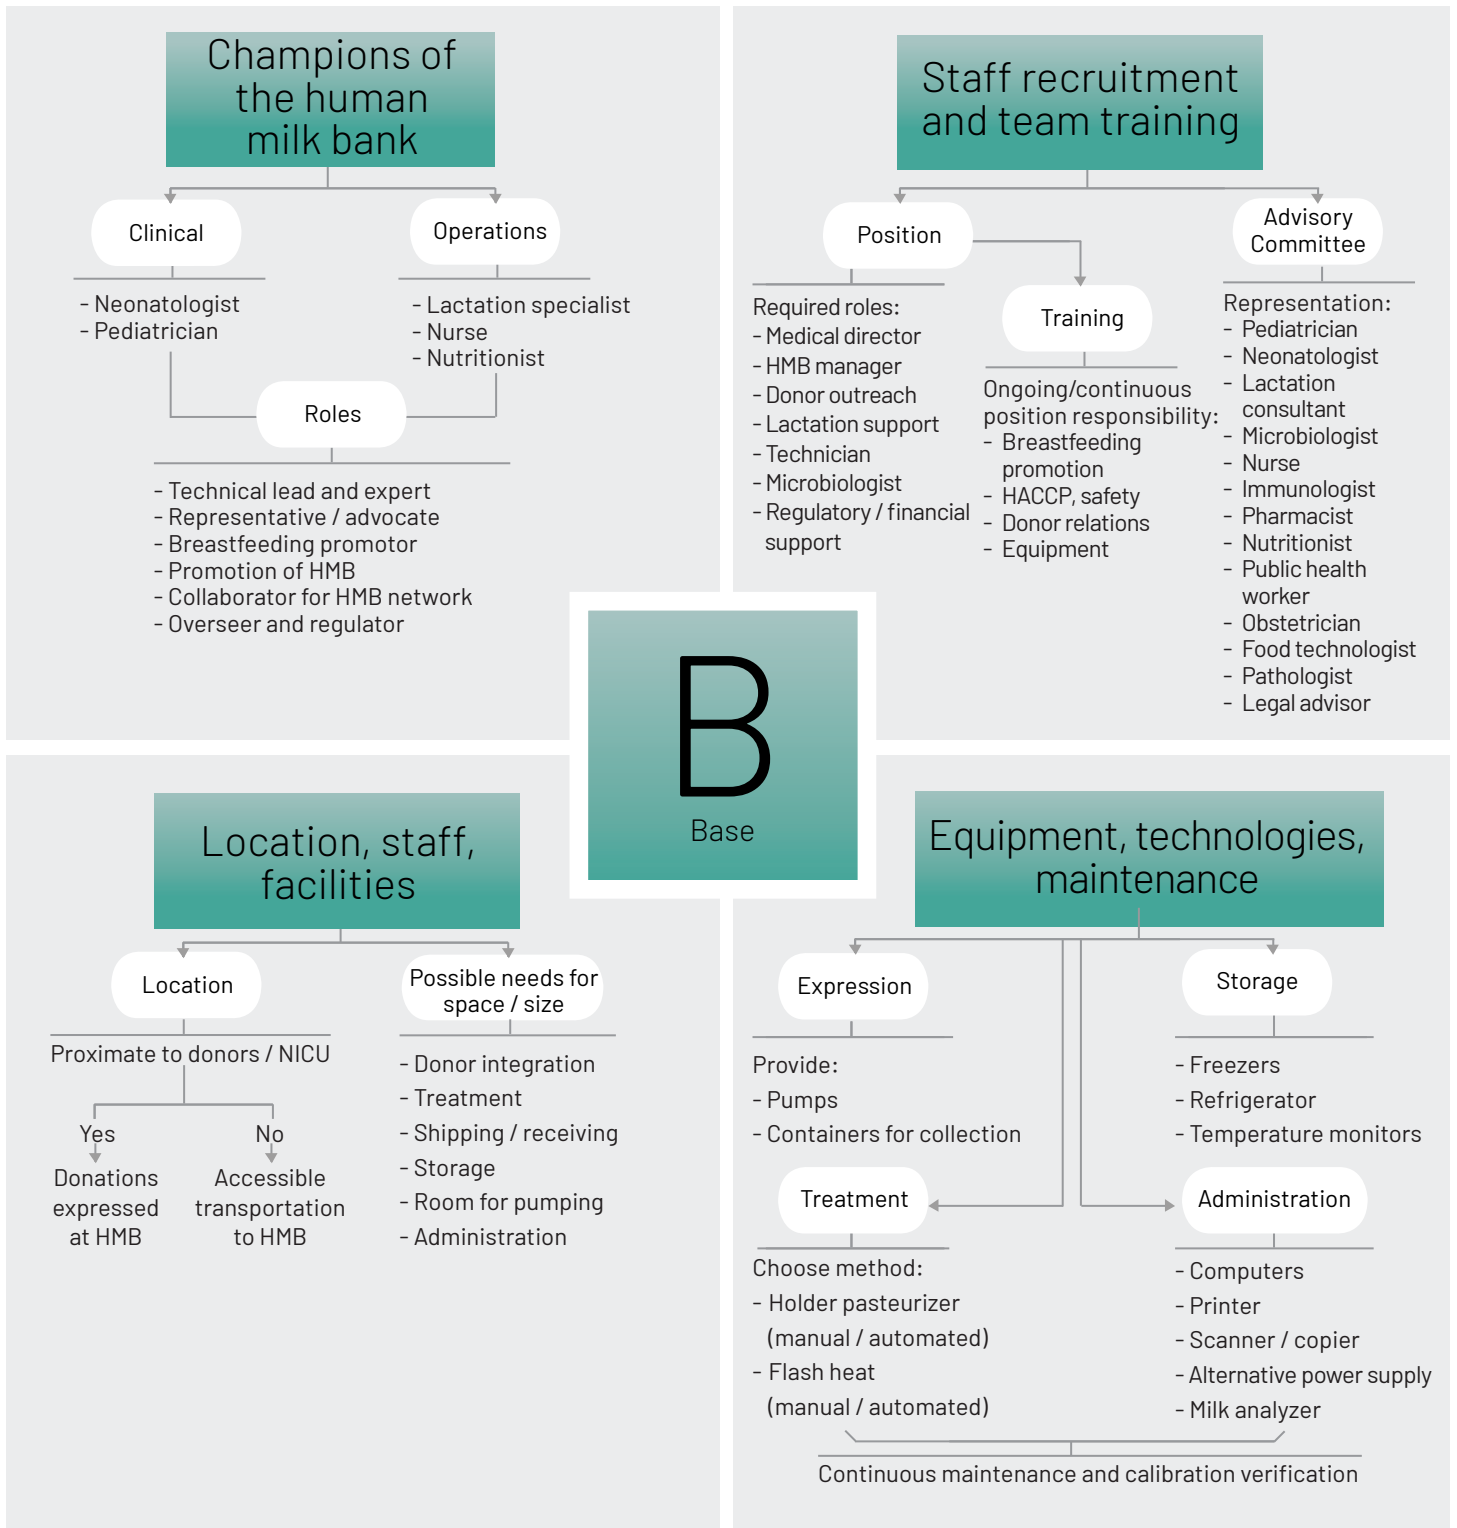 Champions of
the human
milk bank
Clinical
- Neonatologist
- Pediatrician
Operations
- Lactation specialist
- Nurse
- Nutritionist
Roles
- Technical lead and expert
- Representative / advocate
- Breastfeeding promotor
- Promotion of HMB
- Collaborator for HMB network
- Overseer and regulator
Staff recruitment
and team training
Position
Required roles:
- Medical director
- HMB manager
- Donor outreach
- Lactation support
- Technician
- Microbiologist
- Regulatory / financial
support
Training
Ongoing/continuous
position responsibility:
- Breastfeeding
promotion
- HACCP, safety
- Donor relations
- Equipment
Advisory
Committee
Representation:
- Pediatrician
- Neonatologist
- Lactation
consultant
- Microbiologist
- Nurse
- Immunologist
- Pharmacist
- Nutritionist
- Public health
worker
- Obstetrician
- Food technologist
- Pathologist
- Legal advisor
B
Base
Location, staff,
facilities
Location
Proximate to donors / NICU
Yes
Donations
expressed
at HMB
No
Accessible
transportation
to HMB
Possible needs for
space / size
- Donor integration
- Treatment
- Shipping / receiving
- Storage
- Room for pumping
- Administration
Equipment, technologies,
maintenance
Expression
Provide:
- Pumps
- Containers for collection
Storage
- Freezers
- Refrigerator
- Temperature monitors
Treatment
Choose method:
- Holder pasteurizer
(manual / automated)
- Flash heat
(manual / automated)
Administration
- Computers
- Printer
- Scanner / copier
- Alternative power supply
- Milk analyzer
Continuous maintenance and calibration verification